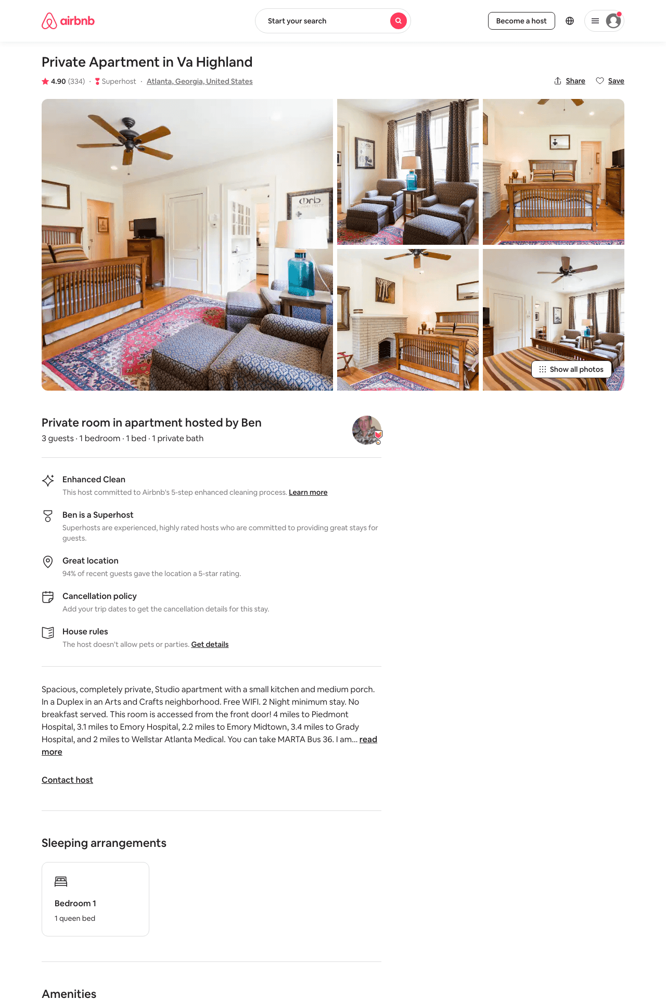 airbnb
Start your search
Become a host
Private Apartment in Va Highland
4.90 (334) · Superhost · Atlanta, Georgia, United States
Share
Save
Show all photos
Private room in apartment hosted by Ben
3 guests · 1 bedroom · 1 bed · 1 private bath
Enhanced Clean
This host committed to Airbnb's 5-step enhanced cleaning process. Learn more
Ben is a Superhost
Superhosts are experienced, highly rated hosts who are committed to providing great stays for
guests.
Great location
94% of recent guests gave the location a 5-star rating.
Cancellation policy
Add your trip dates to get the cancellation details for this stay.
House rules
The host doesn't allow pets or parties. Get details
Spacious, completely private, Studio apartment with a small kitchen and medium porch.
In a Duplex in an Arts and Crafts neighborhood. Free WIFI. 2 Night minimum stay. No
breakfast served. This room is accessed from the front door! 4 miles to Piedmont
Hospital, 3.1 miles to Emory Hospital, 2.2 miles to Emory Midtown, 3.4 miles to Grady
Hospital, and 2 miles to Wellstar Atlanta Medical. You can take MARTA Bus 36. I am... read
more
Contact host
Sleeping arrangements
Bedroom 1
1 queen bed
Amenities